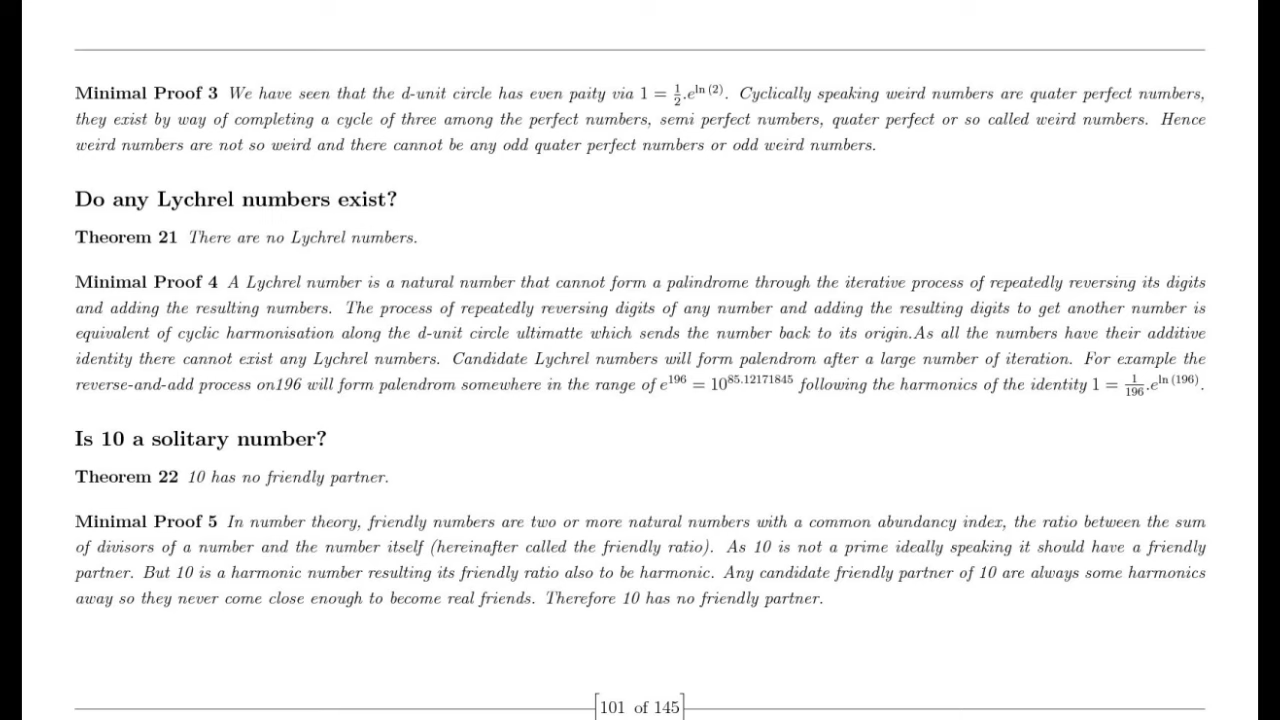 Minimal Proof 3 We have seen that the d-unit circle has even paity via 1 = 1/2.e^ln (2). Cyclically speaking weird numbers are quater perfect numbers,
they exist by way of completing a cycle of three among the perfect numbers, semi perfect numbers, quater perfect or so called weird numbers. Hence
weird numbers are not so weird and there cannot be any odd quater perfect numbers or odd weird numbers.
Do any Lychrel numbers exist?
Theorem 21 There are no Lychrel numbers.
Minimal Proof 4 A Lychrel number is a natural number that cannot form a palindrome through the iterative process of repeatedly reversing its digits
and adding the resulting numbers. The process of repeatedly reversing digits of any number and adding the resulting digits to get another number is
equivalent of cyclic harmonisation along the d-unit circle ultimatte which sends the number back to its origin.As all the numbers have their additive
identity there cannot exist any Lychrel numbers. Candidate Lychrel numbers will form palendrom after a large number of iteration. For example the
reverse-and-add process on196 will form palendrom somewhere in the range of e^196 = 10^85.12171845 following the harmonics of the identity 1 = 1/196.e^ln (196).
Is 10 a solitary number?
Theorem 22 10 has no friendly partner.
Minimal Proof 5 In number theory, friendly numbers are two or more natural numbers with a common abundancy index, the ratio between the sum
of divisors of a number and the number itself (hereinafter called the friendly ratio). As 10 is not a prime ideally speaking it should have a friendly
partner. But 10 is a harmonic number resulting its friendly ratio also to be harmonic. Any candidate friendly partner of 10 are always some harmonics
away so they never come close enough to become real friends. Therefore 10 has no friendly partner.
[101 of 145]